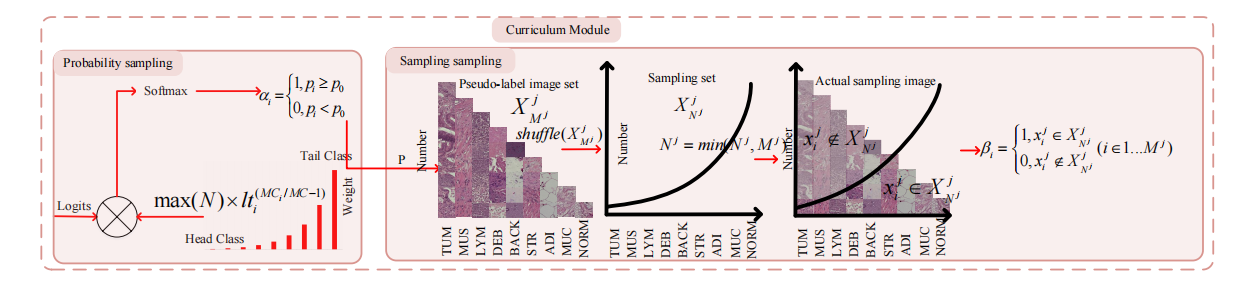 Curriculum Module
Probability sampling
Softmax
α_i = {1, p_i ≥ p_0
0, p_i < p_0
Tail Class
Logits
max(N)×lt_i^(MC_i/MC-1)
Weight
Head Class
P
Sampling sampling
Pseudo-label image set
X_{M^j}^j
shuffle(X_{M^j}^j)
Number
TUM
MUS
LYM
DEB
BACK
STR
ADI
MUC
NORM
Sampling set
X_{N^j}^j
N^j = min(N^j, M^j)
Number
TUM
MUS
LYM
DEB
BACK
STR
ADI
MUC
NORM
Actual sampling image
x_i^j ∉ X_{N^j}^j
x_i^j ∈ X_{N^j}^j
Number
TUM
MUS
LYM
DEB
BACK
STR
ADI
MUC
NORM
β_i = {1, x_i^j ∈ X_{N^j}^j
0, x_i^j ∉ X_{N^j}^j (i∈1...M^j)